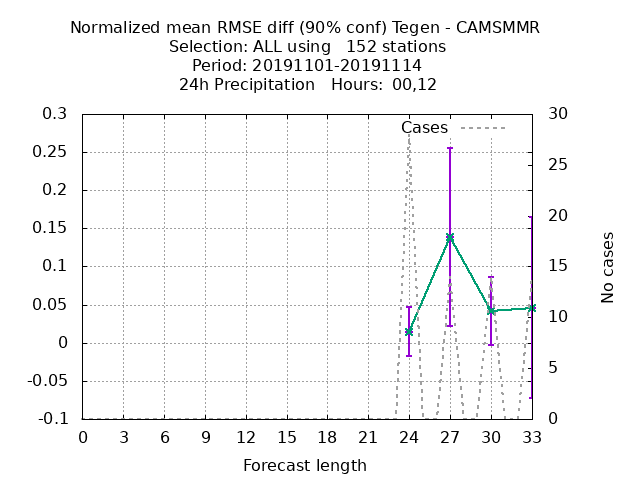 Normalized mean RMSE diff (90% conf) Tegen - CAMSMMR
Selection: ALL using   152 stations
Period: 20191101-20191114
24h Precipitation   Hours:  00,12
Cases
0.3
0.25
0.2
0.15
0.1
0.05
0
-0.05
-0.1
30
25
20
15
10
5
0
No cases
0 3 6 9 12 15 18 21 24 27 30 33
Forecast length